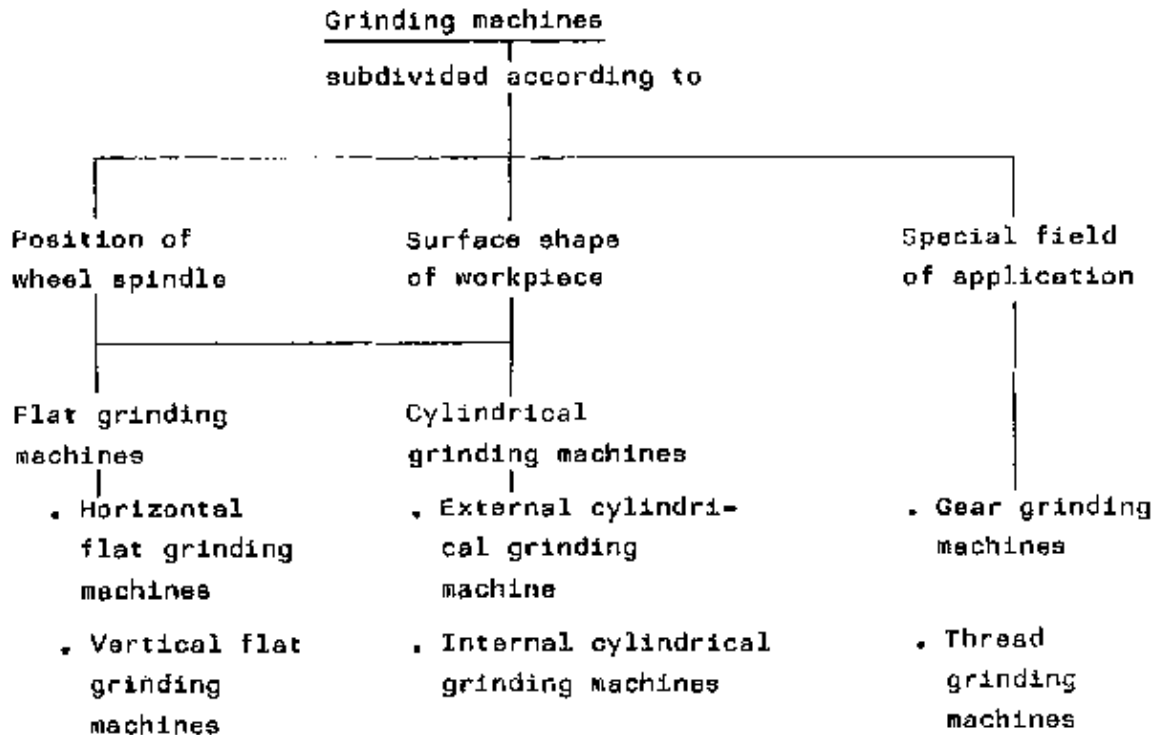 Grinding machines
subdivided according to
Position of
wheel spindle
Surface shape
of workpiece
Special field
of application
Flat grinding
machines
Cylindrical
grinding machines
. Horizontal
flat grinding
machines
. Vertical flat
grinding
machines
. External cylindri-
cal grinding
machine
. Internal cylindrical
grinding machines
. Gear grinding
machines
. Thread
grinding
machines